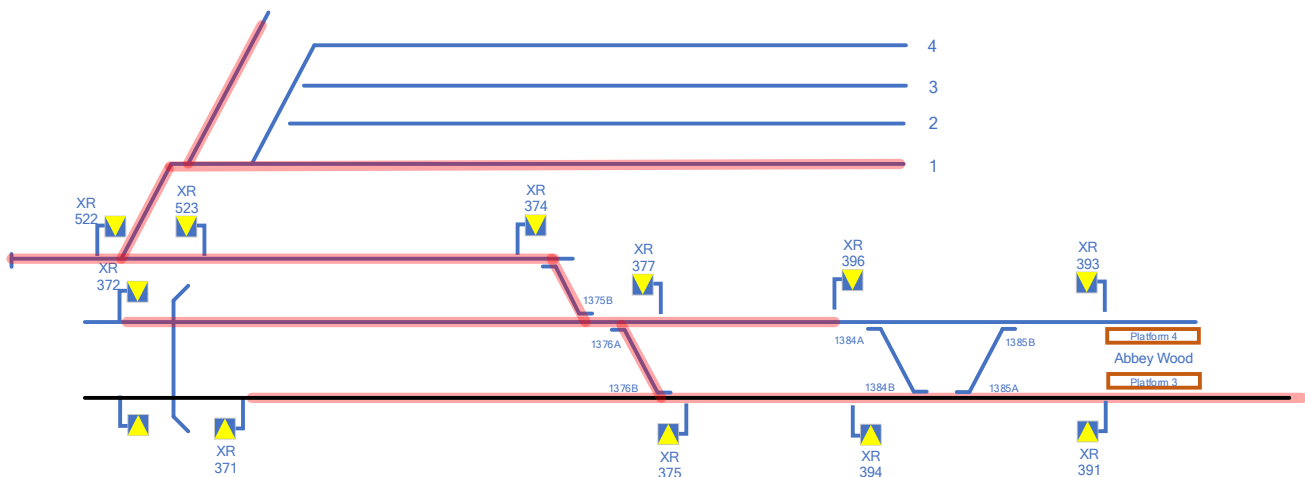 4
3
2
1
XR
522
XR
523
XR
374
XR
372
XR
377
XR
396
XR
393
1375B
1376A
1384A
1385B
Platform 4
Abbey Wood
Platform 3
1376B
1384B
1385A
XR
371
XR
375
XR
394
XR
391